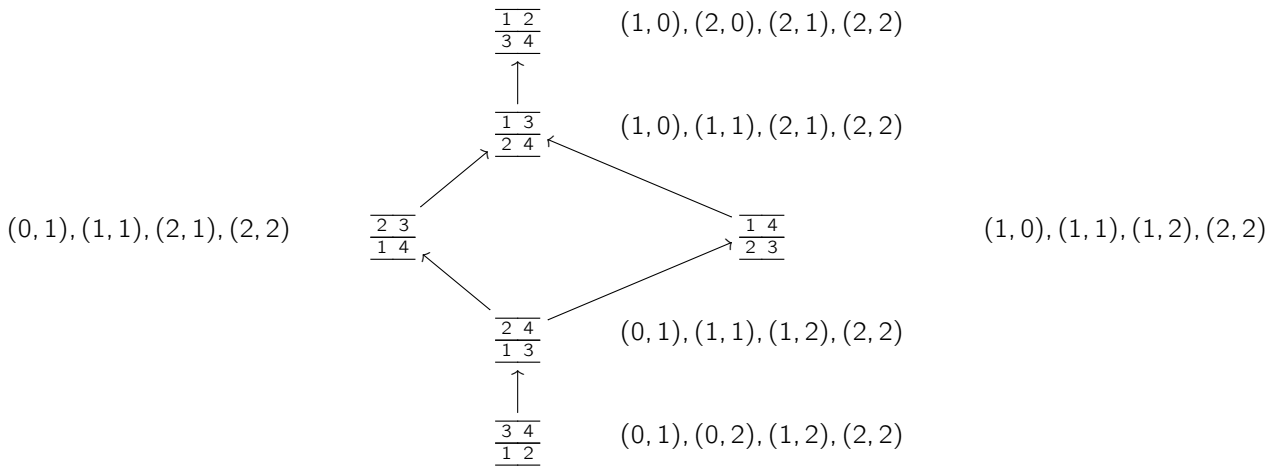 1 2
3 4
(1, 0), (2, 0), (2, 1), (2, 2)
1 3
2 4
(1, 0), (1, 1), (2, 1), (2, 2)
(0, 1), (1, 1), (2, 1), (2, 2)
2 3
1 4
1 4
2 3
(1, 0), (1, 1), (1, 2), (2, 2)
2 4
1 3
(0, 1), (1, 1), (1, 2), (2, 2)
3 4
1 2
(0, 1), (0, 2), (1, 2), (2, 2)